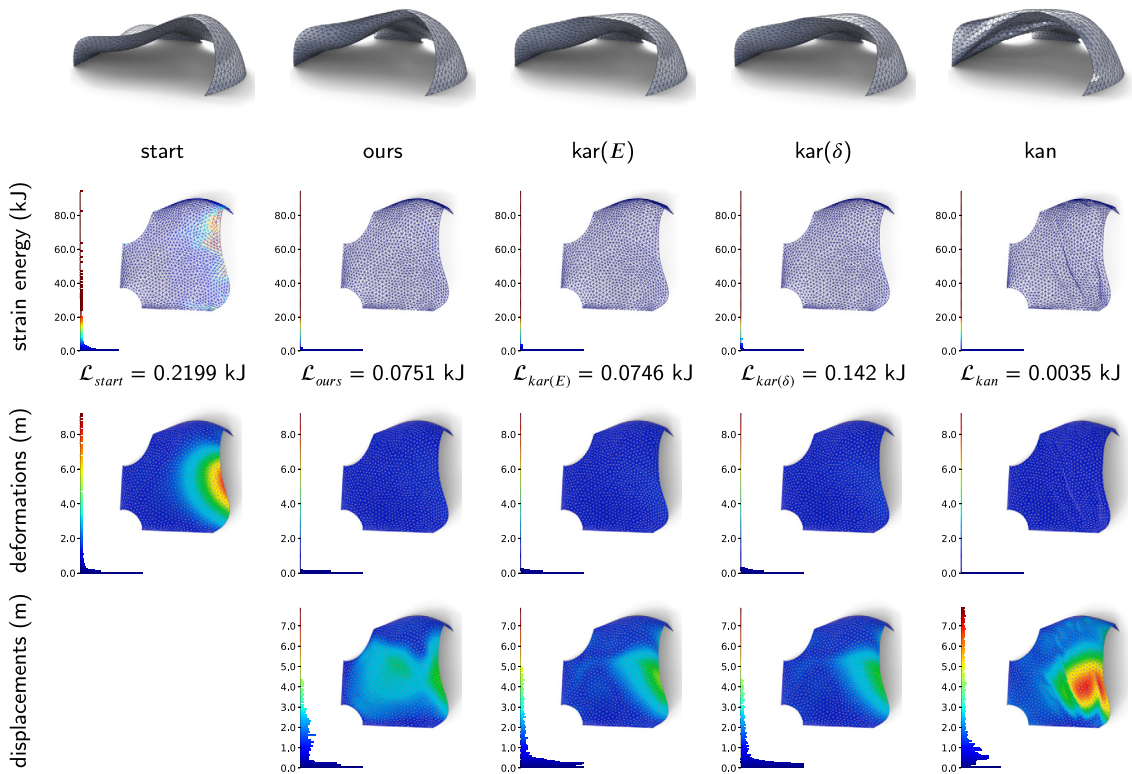 start ours kar(E) kar(δ) kan
strain energy (kJ)
80.0 80.0 80.0 80.0 80.0
60.0 60.0 60.0 60.0 60.0
40.0 40.0 40.0 40.0 40.0
20.0 20.0 20.0 20.0 20.0
0.0 0.0 0.0 0.0 0.0
ℒstart = 0.2199 kJ ℒours = 0.0751 kJ ℒkar(E) = 0.0746 kJ ℒkar(δ) = 0.142 kJ ℒkan = 0.0035 kJ
deformations (m)
8.0 8.0 8.0 8.0 8.0
6.0 6.0 6.0 6.0 6.0
4.0 4.0 4.0 4.0 4.0
2.0 2.0 2.0 2.0 2.0
0.0 0.0 0.0 0.0 0.0
displacements (m)
7.0 7.0 7.0 7.0
6.0 6.0 6.0 6.0
5.0 5.0 5.0 5.0
4.0 4.0 4.0 4.0
3.0 3.0 3.0 3.0
2.0 2.0 2.0 2.0
1.0 1.0 1.0 1.0
0.0 0.0 0.0 0.0